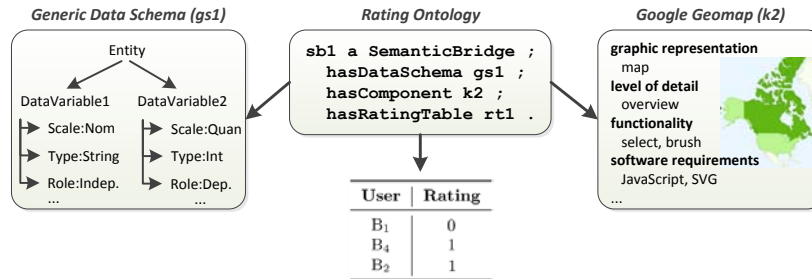 Generic Data Schema (gs1)
Entity
DataVariable1 DataVariable2
Scale:Nom Scale:Quan
Type:String Type:Int
Role:Indep. Role:Dep.
... ...
Rating Ontology
sb1 a SemanticBridge ;
hasDataSchema gs1 ;
hasComponent k2 ;
hasRatingTable rt1 .
User Rating
B1 0
B4 1
B2 1
Google Geomap (k2)
graphic representation
map
level of detail
overview
functionality
select, brush
software requirements
JavaScript, SVG
...